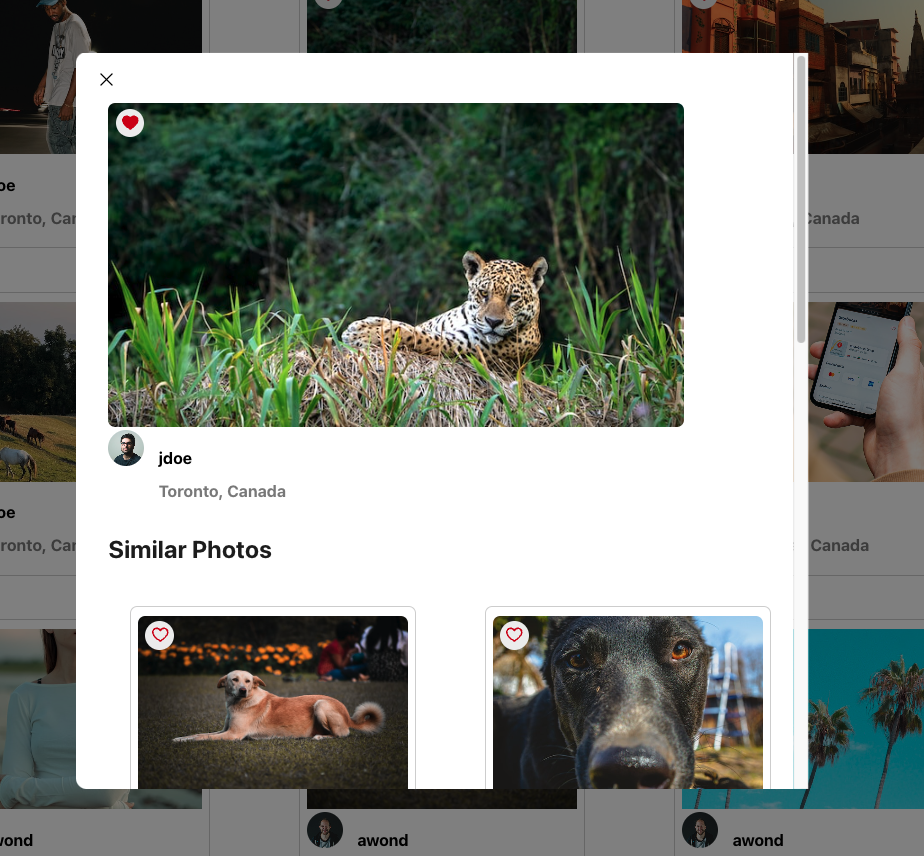 oe
ronto, Can
Canada
jdoe
Toronto, Canada
oe
ronto, Can
Canada
Similar Photos
wond
awond
awond